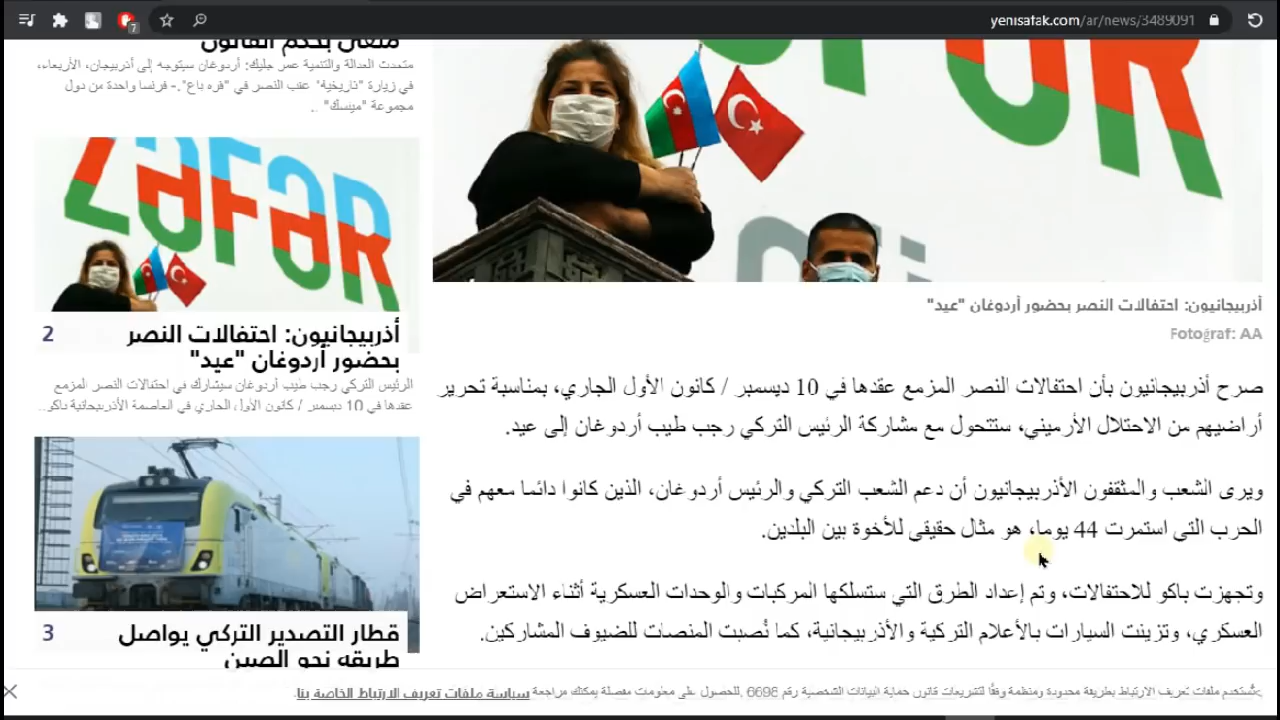 yenisafak.com/ar/news/3489091
7
منفى بحكم القانون
متحدث العدالة والتنمية عمر جليك: أردوغان سيتوجه إلى أذربيجان، الأربعاء،
في زيارة "تاريخية" عقب النصر في "قره باغ".- فرنسا واحدة من دول
مجموعة "مينسك" ..
ZƏFƏR
أذربيجانيون: احتفالات النصر
بحضور أردوغان "عيد"
2
الرئيس التركي رجب طيب أردوغان سيشارك في احتفالات النصر المزمع
عقدها في 10 ديسمبر / كانون الأول الجاري في العاصمة الأذربيجانية باكو..
قطار التصدير التركي يواصل
طريقه نحو الصين
3
أذربيجانيون: احتفالات النصر بحضور أردوغان "عيد"
Fotoğraf: AA
صرح أذربيجانيون بأن احتفالات النصر المزمع عقدها في 10 ديسمبر / كانون الأول الجاري، بمناسبة تحرير
أراضيهم من الاحتلال الأرميني، ستتحول مع مشاركة الرئيس التركي رجب طيب أردوغان إلى عيد.
ويرى الشعب والمثقفون الأذربيجانيون أن دعم الشعب التركي والرئيس أردوغان، الذين كانوا دائما معهم في
الحرب التي استمرت 44 يوما، هو مثال حقيقي للأخوة بين البلدين.
وتجهزت باكو للاحتفالات، وتم إعداد الطرق التي ستسلكها المركبات والوحدات العسكرية أثناء الاستعراض
العسكري، وتزينت السيارات بالأعلام التركية والأذربيجانية، كما نُصبت المنصات للضيوف المشاركين.
تُستخدم ملفات تعريف الارتباط بطريقة محدودة ومنظمة وفقًا لتشريعات قانون حماية البيانات الشخصية رقم 6698 .للحصول على معلومات مفصلة يمكنك مراجعة سياسة ملفات تعريف الارتباط الخاصة بنا.